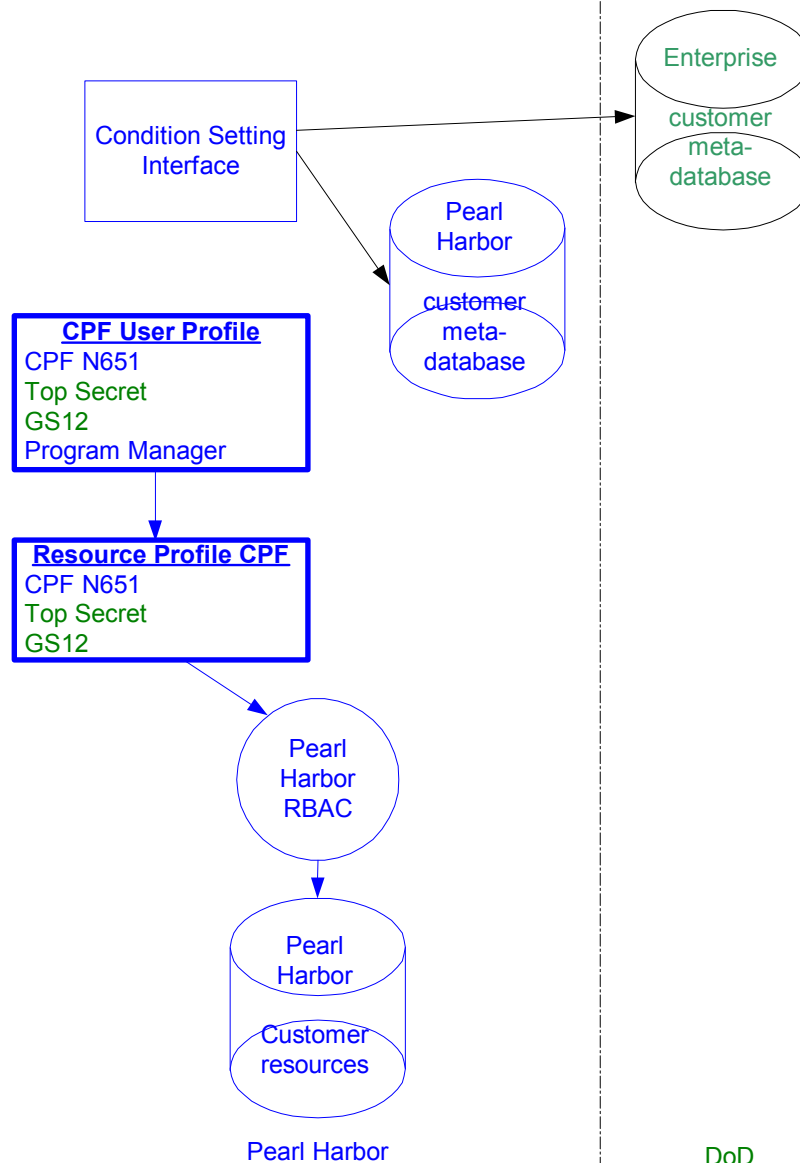 Enterprise
customer
meta-
database
Condition Setting
Interface
Pearl
Harbor
customer
meta-
database
CPF User Profile
CPF N651
Top Secret
GS12
Program Manager
Resource Profile CPF
CPF N651
Top Secret
GS12
Pearl
Harbor
RBAC
Pearl
Harbor
Customer
resources
Pearl Harbor
DoD